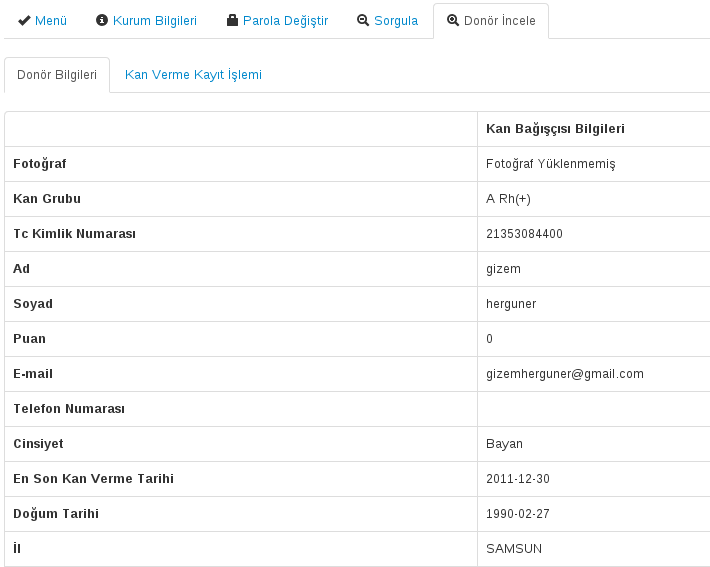 Menü Kurum Bilgileri Parola Değiştir Sorgula Donör İncele
Donör Bilgileri Kan Verme Kayıt İşlemi
Kan Bağışçısı Bilgileri
Fotoğraf Fotoğraf Yüklenmemiş
Kan Grubu A Rh(+)
Tc Kimlik Numarası 21353084400
Ad gizem
Soyad herguner
Puan 0
E-mail gizemherguner@gmail.com
Telefon Numarası
Cinsiyet Bayan
En Son Kan Verme Tarihi 2011-12-30
Doğum Tarihi 1990-02-27
İl SAMSUN